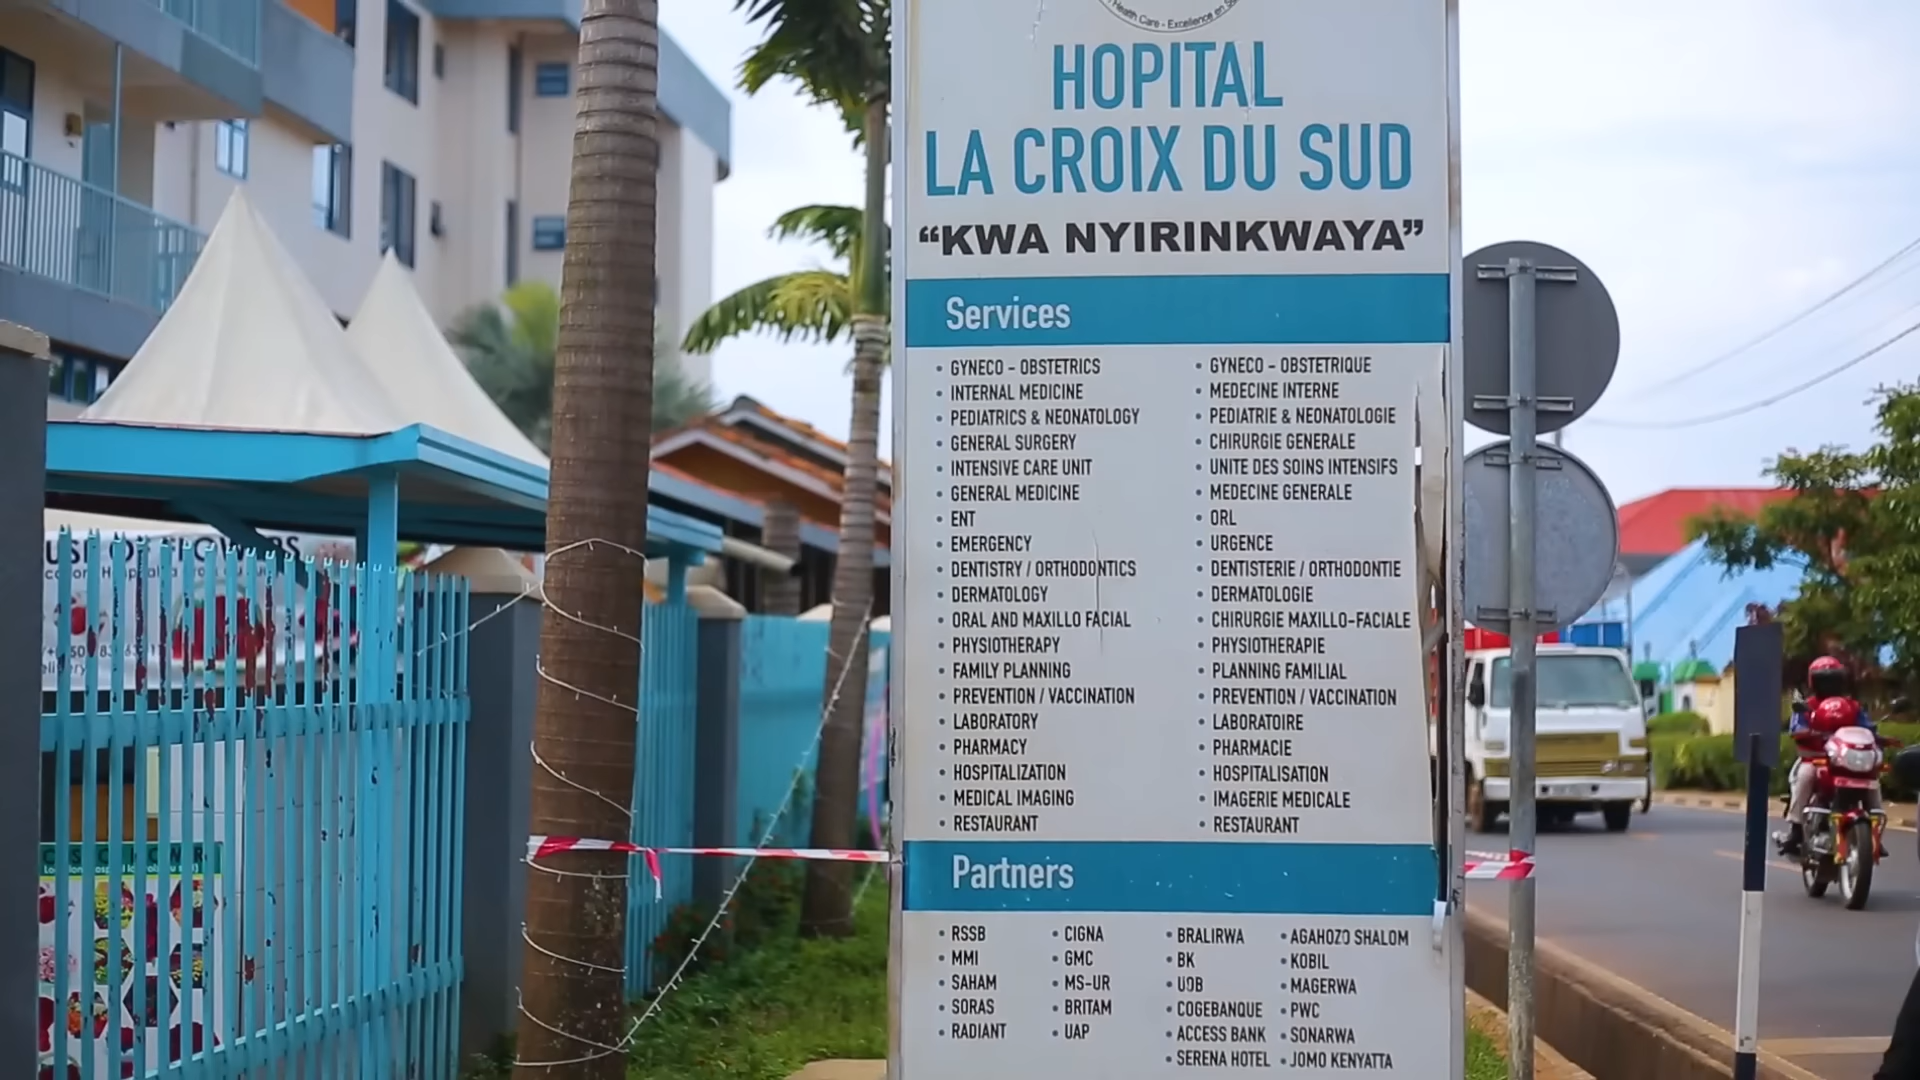 Health Care - Excellence en
HOPITAL
LA CROIX DU SUD
“KWA NYIRINKWAYA”
Services
• GYNECO – OBSTETRICS
• INTERNAL MEDICINE
• PEDIATRICS & NEONATOLOGY
• GENERAL SURGERY
• INTENSIVE CARE UNIT
• GENERAL MEDICINE
• ENT
• EMERGENCY
• DENTISTRY / ORTHODONTICS
• DERMATOLOGY
• ORAL AND MAXILLO FACIAL
• PHYSIOTHERAPY
• FAMILY PLANNING
• PREVENTION / VACCINATION
• LABORATORY
• PHARMACY
• HOSPITALIZATION
• MEDICAL IMAGING
• RESTAURANT
• GYNECO – OBSTETRIQUE
• MEDECINE INTERNE
• PEDIATRIE & NEONATOLOGIE
• CHIRURGIE GENERALE
• UNITE DES SOINS INTENSIFS
• MEDECINE GENERALE
• ORL
• URGENCE
• DENTISTERIE / ORTHODONTIE
• DERMATOLOGIE
• CHIRURGIE MAXILLO-FACIALE
• PHYSIOTHERAPIE
• PLANNING FAMILIAL
• PREVENTION / VACCINATION
• LABORATOIRE
• PHARMACIE
• HOSPITALISATION
• IMAGERIE MEDICALE
• RESTAURANT
Partners
• RSSB
• MMI
• SAHAM
• SORAS
• RADIANT
• CIGNA
• GMC
• MS-UR
• BRITAM
• UAP
• BRALIRWA
• BK
• UOB
• COGEBANQUE
• ACCESS BANK
• SERENA HOTEL
• AGAHOZO SHALOM
• KOBIL
• MAGERWA
• PWC
• SONARWA
• JOMO KENYATTA